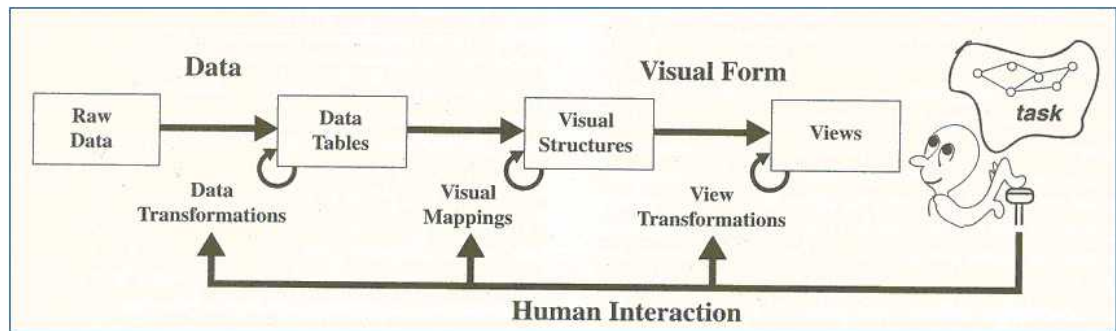 Data
Visual Form
task
Raw
Data
Data
Tables
Visual
Structures
Views
Data
Transformations
Visual
Mappings
View
Transformations
Human Interaction